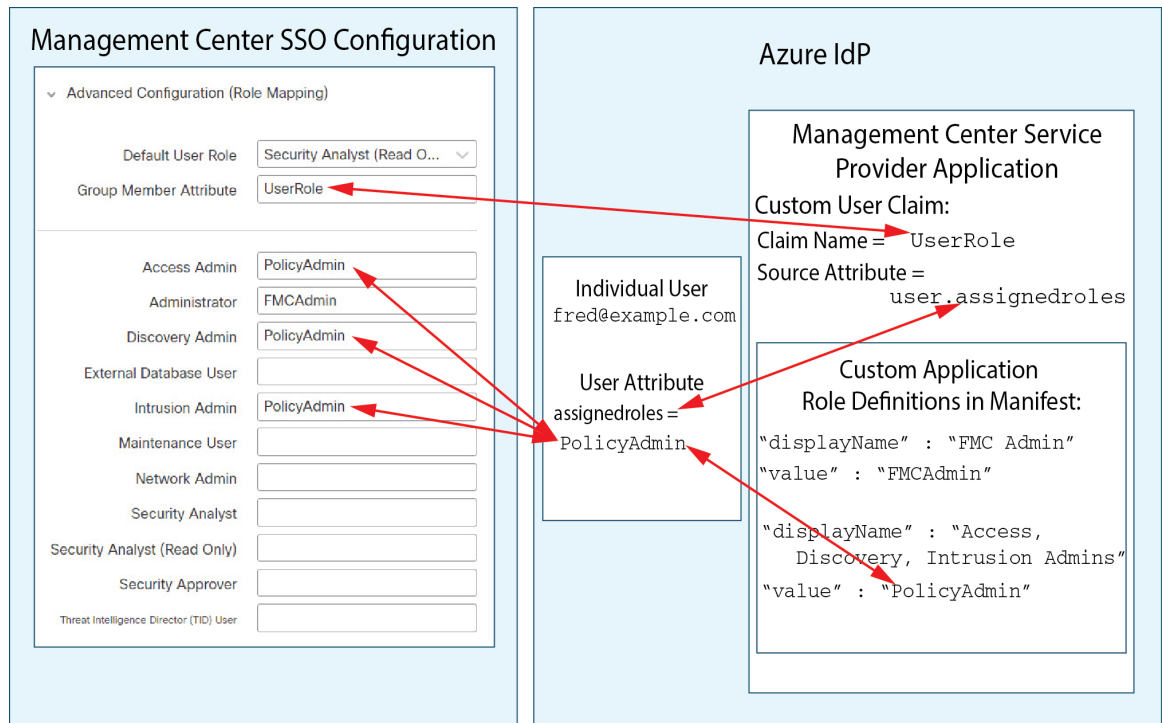 Management Center SSO Configuration
Advanced Configuration (Role Mapping)
Default User Role
Security Analyst (Read O...
Group Member Attribute
UserRole
Access Admin
PolicyAdmin
Administrator
FMCAdmin
Discovery Admin
PolicyAdmin
External Database User
Intrusion Admin
PolicyAdmin
Maintenance User
Network Admin
Security Analyst
Security Analyst (Read Only)
Security Approver
Threat Intelligence Director (TID) User
Azure IdP
Individual User
fred@example.com
User Attribute
assignedroles =
PolicyAdmin
Management Center Service
Provider Application
Custom User Claim:
Claim Name = UserRole
Source Attribute =
user.assignedroles
Custom Application
Role Definitions in Manifest:
“displayName” : “FMC Admin”
“value” : “FMCAdmin”
“displayName” : “Access,
Discovery, Intrusion Admins”
“value” : “PolicyAdmin”